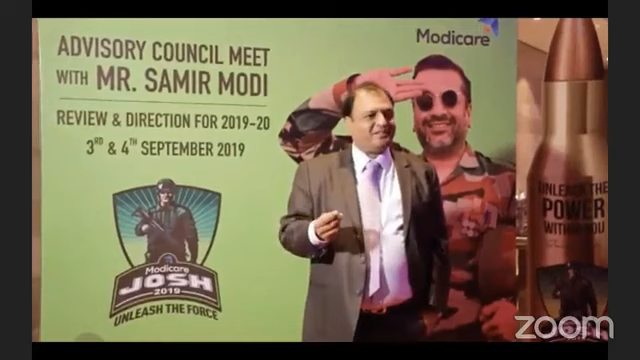 ADVISORY COUNCIL MEET
WITH MR. SAMIR MODI
REVIEW & DIRECTION FOR 2019-20
3RD & 4TH SEPTEMBER 2019
Modicare
Modicare
JOSH
2019
UNLEASH THE FORCE
UNLEASH THE
POWER
WITHIN YOU
zoom